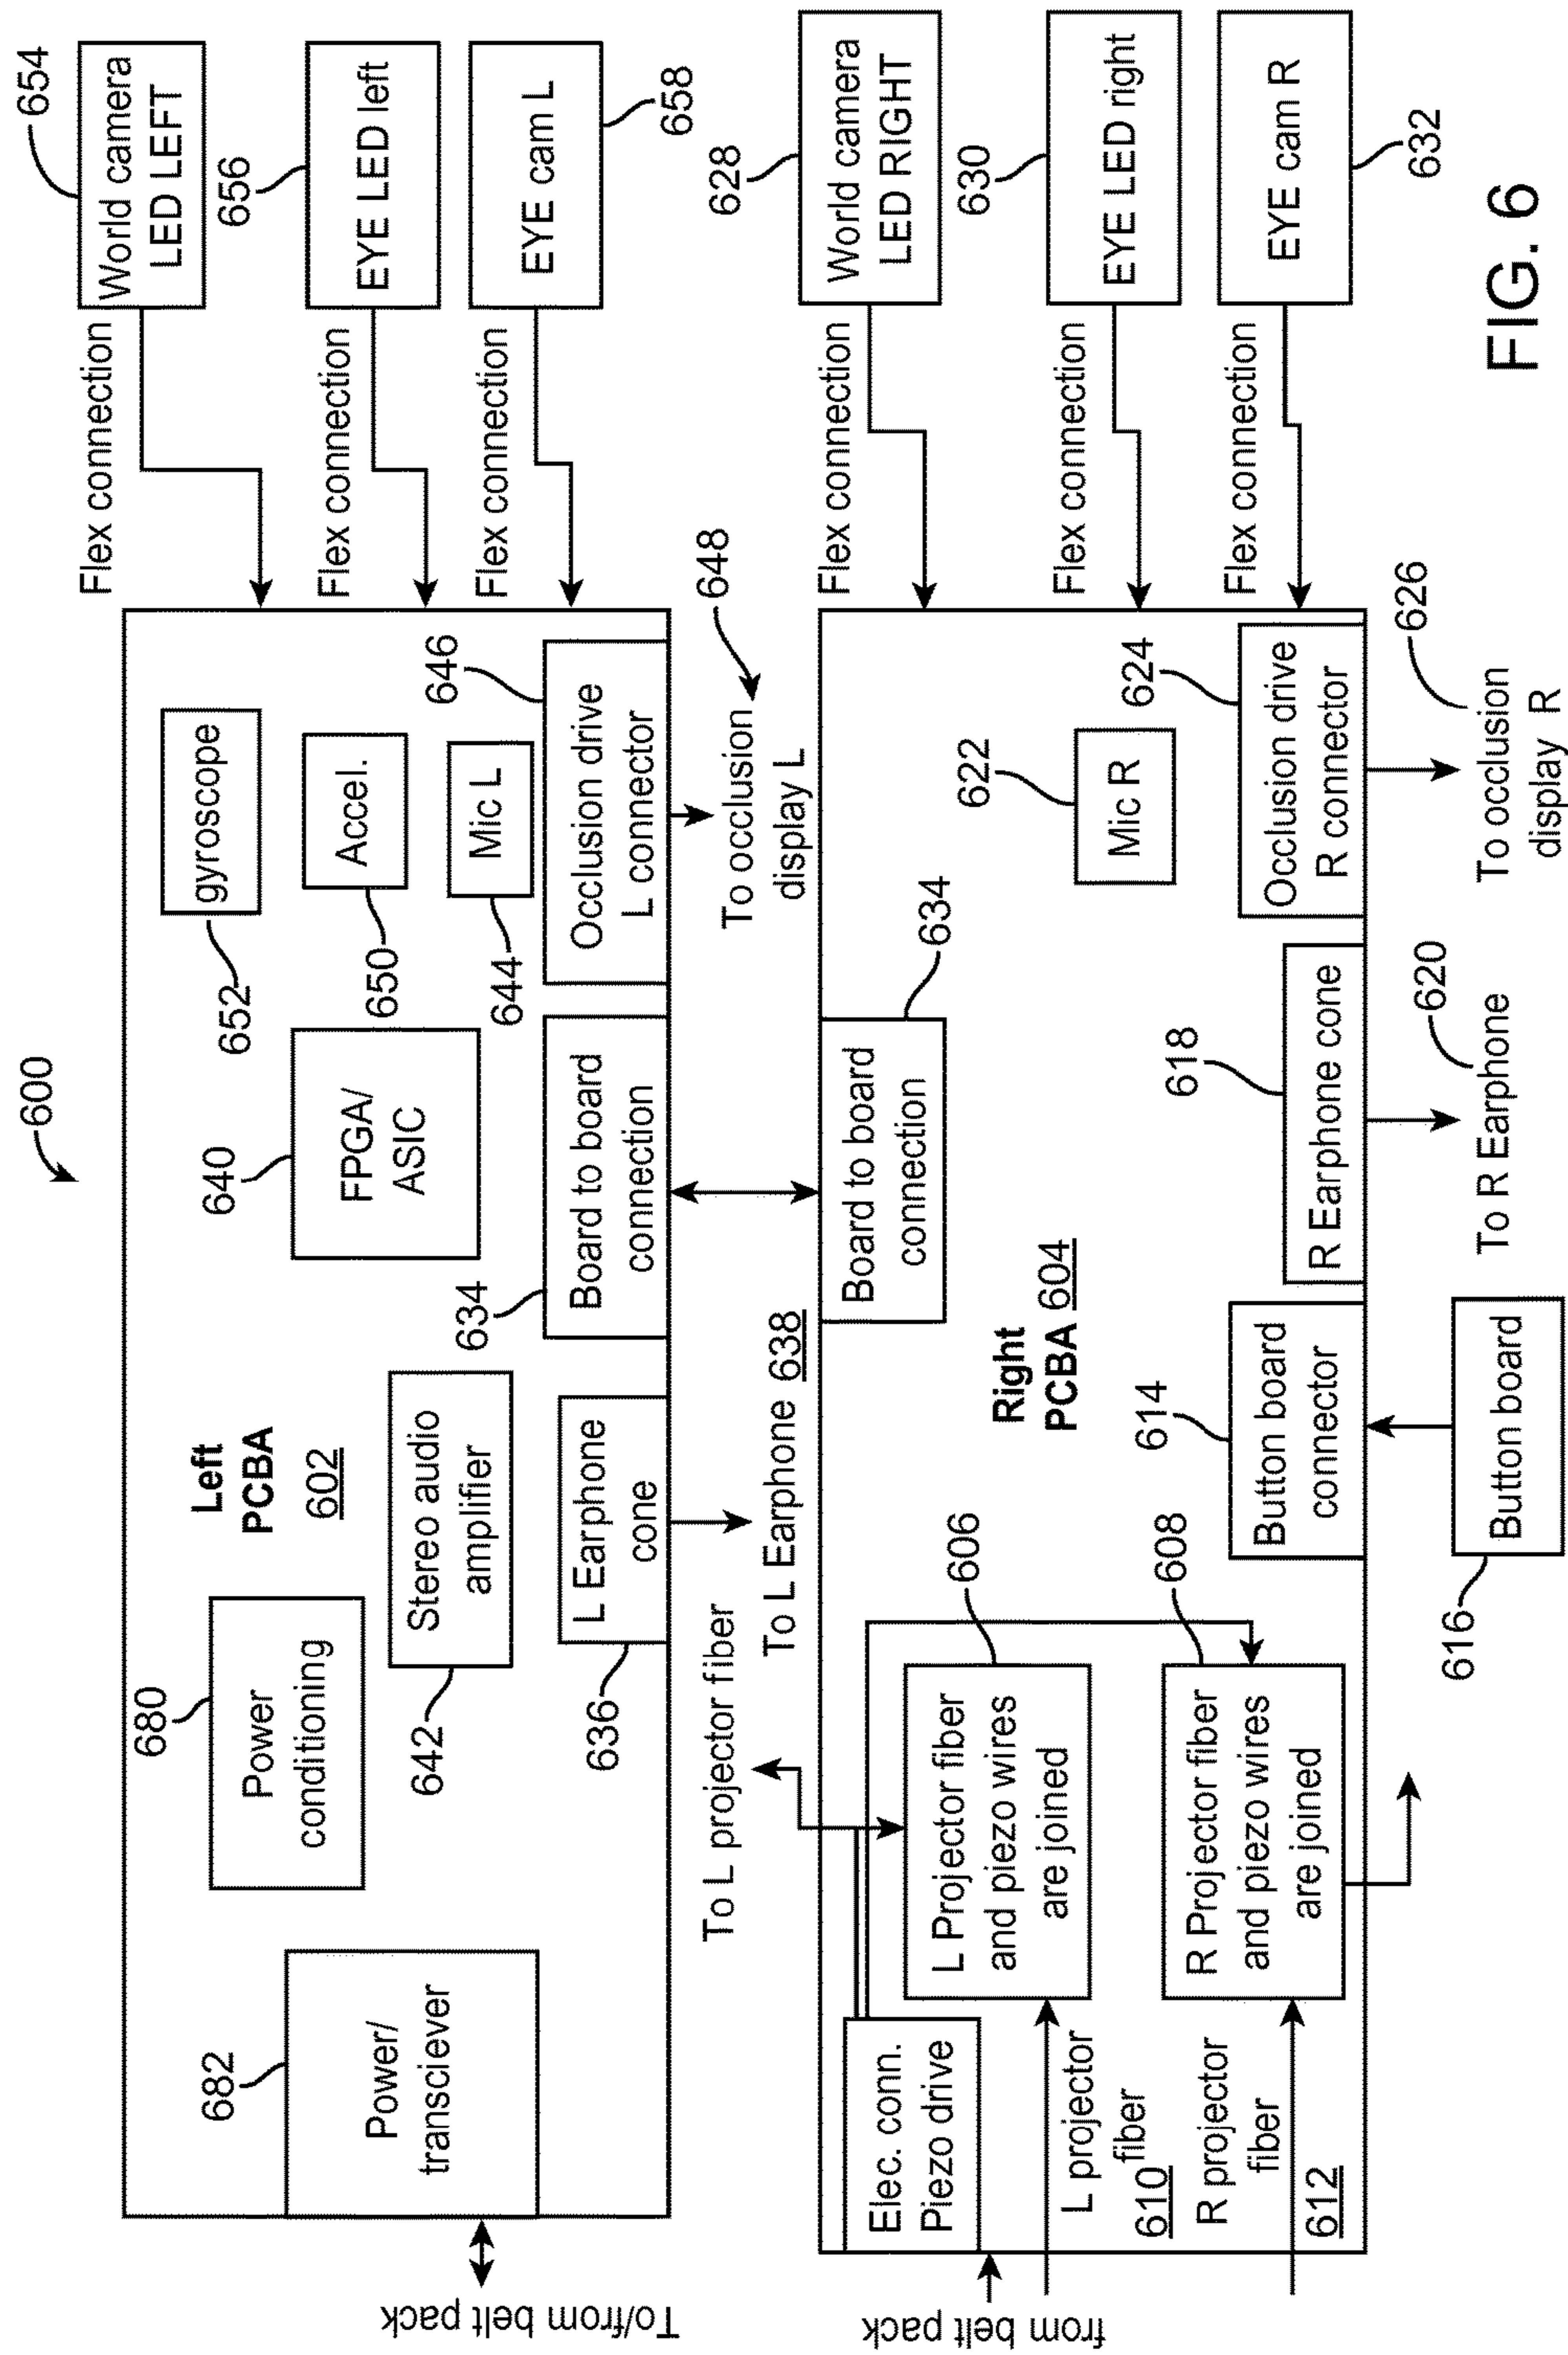 600
Left
PCBA
602
682
Power/
transciever
To/from belt pack
680
Power
conditioning
642
Stereo audio
amplifier
636
L Earphone
cone
To L Earphone 638
640
FPGA/
ASIC
634
Board to board
connection
652
gyroscope
650
Accel.
644
Mic L
646
Occlusion drive
L connector
To occlusion
display L
648
Flex connection
World camera
LED LEFT
654
Flex connection
EYE LED left
656
Flex connection
EYE cam L
658
To L projector fiber
Right
PCBA 604
Elec. conn.
Piezo drive
from belt pack
L projector
fiber
610
R projector
fiber
612
606
L Projector fiber
and piezo wires
are joined
608
R Projector fiber
and piezo wires
are joined
Board to board
connection
634
614
Button board
connector
616
Button board
618
R Earphone cone
To R Earphone
620
622
Mic R
624
Occlusion drive
R connector
To occlusion
display R
626
Flex connection
World camera
LED RIGHT
628
Flex connection
EYE LED right
630
Flex connection
EYE cam R
632
FIG. 6